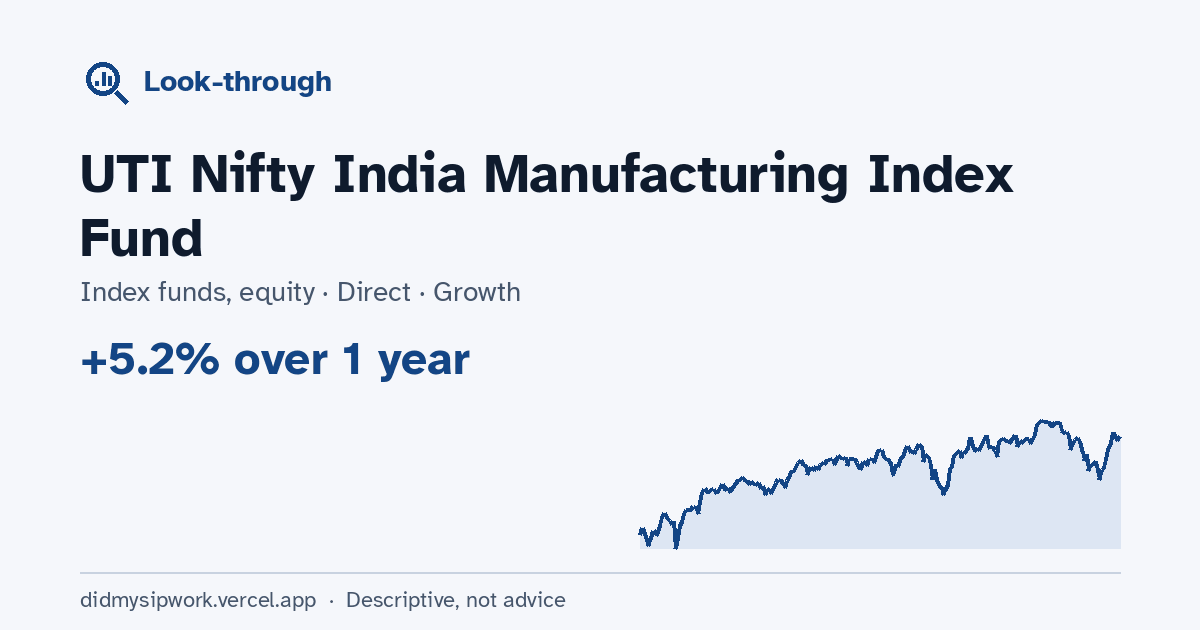 Look-through
UTI Nifty India Manufacturing Index
Fund
Index funds, equity · Direct · Growth
+5.2% over 1 year
didmysipwork.vercel.app · Descriptive, not advice